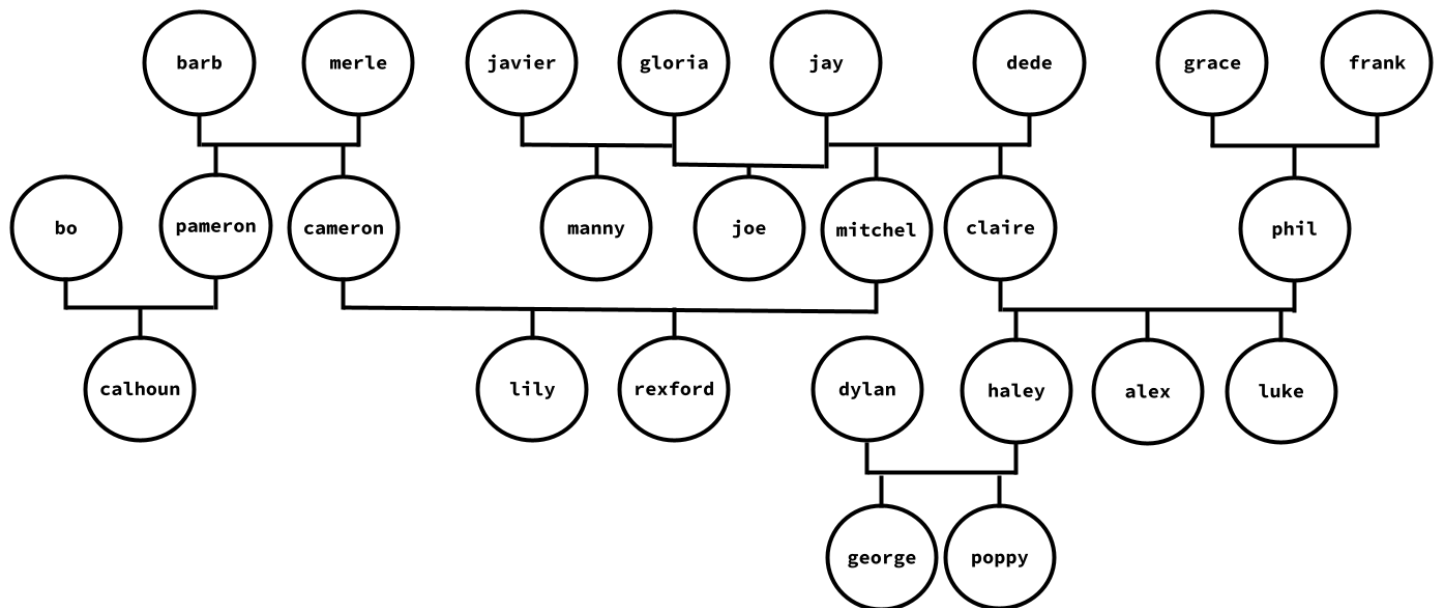 barb
merle
javier
gloria
jay
dede
grace
frank
bo
pameron
cameron
manny
joe
mitchel
claire
phil
calhoun
lily
rexford
dylan
haley
alex
luke
george
poppy